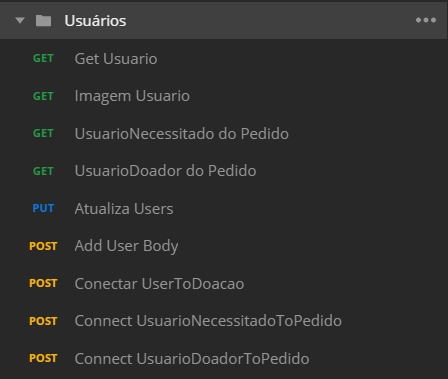 Usuários
GET Get Usuario
GET Imagem Usuario
GET UsuarioNecessitado do Pedido
GET UsuarioDoador do Pedido
PUT Atualiza Users
POST Add User Body
POST Conectar UserToDoacao
POST Connect UsuarioNecessitadoToPedido
POST Connect UsuarioDoadorToPedido